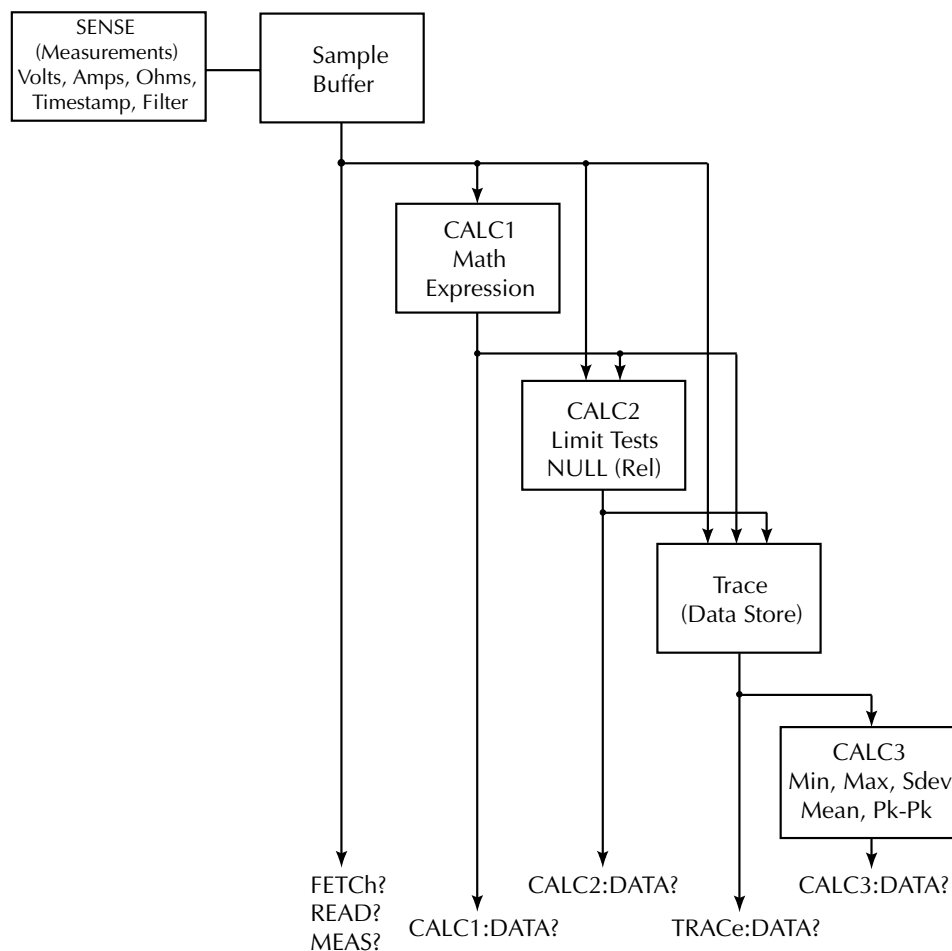 SENSE
(Measurements)
Volts, Amps, Ohms,
Timestamp, Filter
Sample
Buffer
CALC1
Math
Expression
CALC2
Limit Tests
NULL (Rel)
Trace
(Data Store)
CALC3
Min, Max, Sdev
Mean, Pk-Pk
FETCh?
READ?
MEAS?
CALC1:DATA?
CALC2:DATA?
TRACe:DATA?
CALC3:DATA?